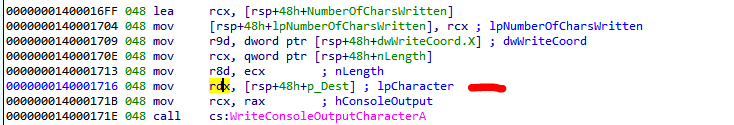 00000001400016FF 048 lea rcx, [rsp+48h+NumberOfCharsWritten]
0000000140001704 048 mov [rsp+48h+lpNumberOfCharsWritten], rcx ; lpNumberOfCharsWritten
0000000140001709 048 mov r9d, dword ptr [rsp+48h+dwWriteCoord.X] ; dwWriteCoord
000000014000170E 048 mov rcx, qword ptr [rsp+48h+nLength]
0000000140001713 048 mov r8d, ecx ; nLength
0000000140001716 048 mov rdx, [rsp+48h+p_Dest] ; lpCharacter
000000014000171B 048 mov rcx, rax ; hConsoleOutput
000000014000171E 048 call cs:WriteConsoleOutputCharacterA